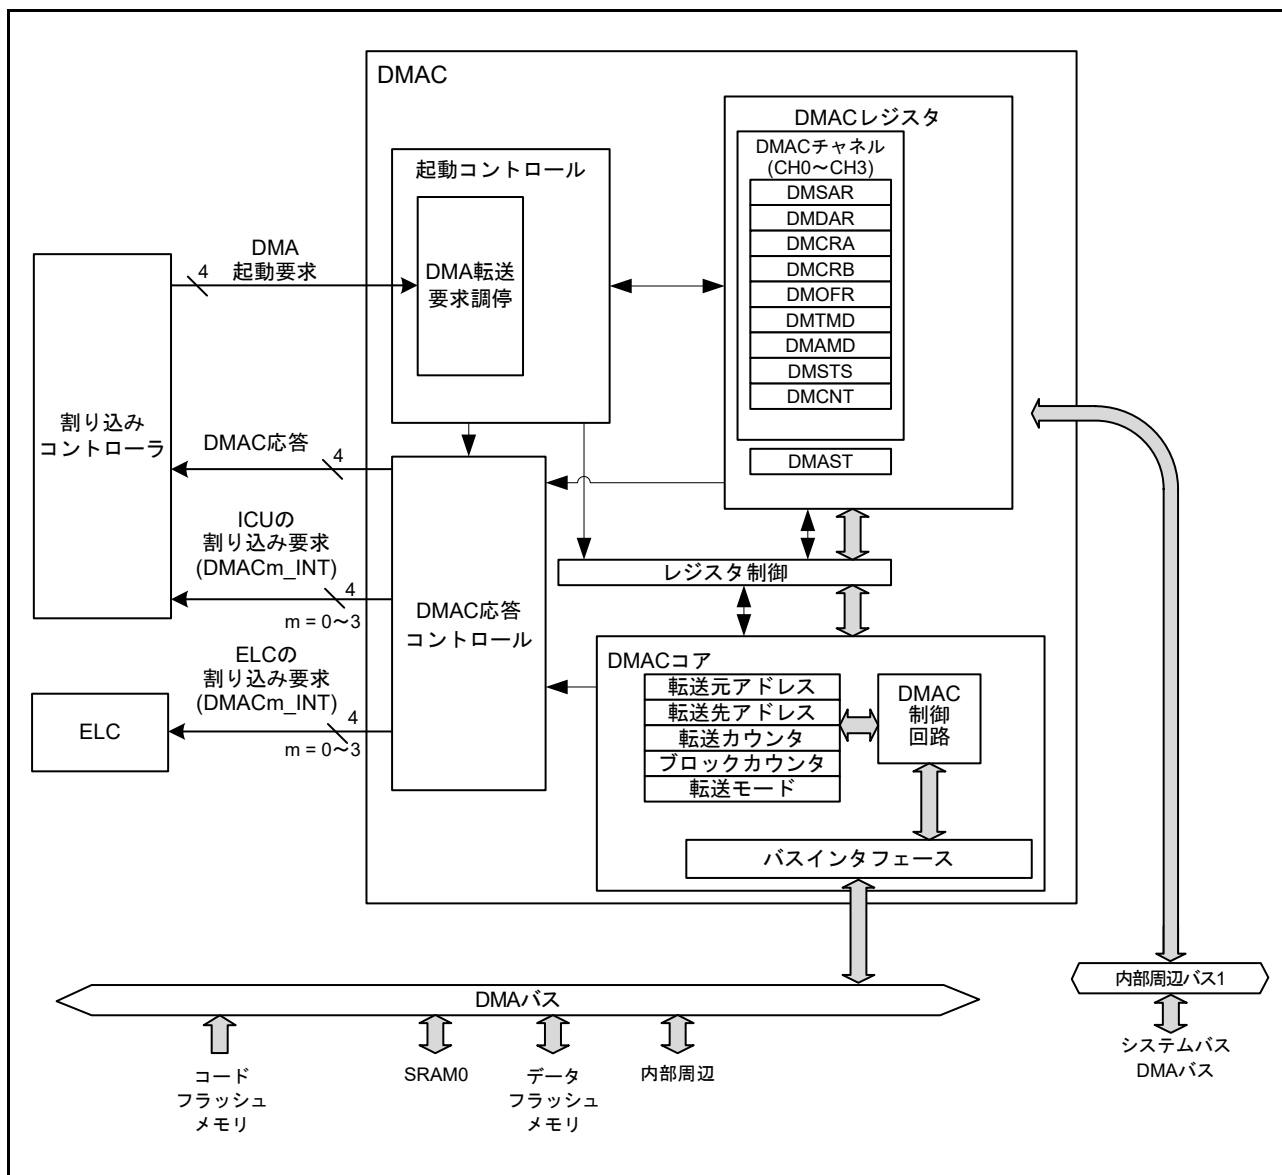 DMAC
DMACレジスタ
DMACチャネル
(CH0～CH3)
DMSAR
DMDAR
DMCRA
DMCRB
DMOFR
DMTMD
DMAMD
DMSTS
DMCNT
DMAST
起動コントロール
DMA転送
要求調停
DMA
起動要求
4
割り込み
コントローラ
DMAC応答
4
ICUの
割り込み要求
(DMACm_INT)
4
m = 0～3
ELCの
割り込み要求
(DMACm_INT)
4
m = 0～3
ELC
DMAC応答
コントロール
レジスタ制御
DMACコア
転送元アドレス
転送先アドレス
転送カウンタ
ブロックカウンタ
転送モード
DMAC
制御
回路
バスインタフェース
DMAバス
内部周辺バス1
コード
フラッシュ
メモリ
SRAM0
データ
フラッシュ
メモリ
内部周辺
システムバス
DMAバス